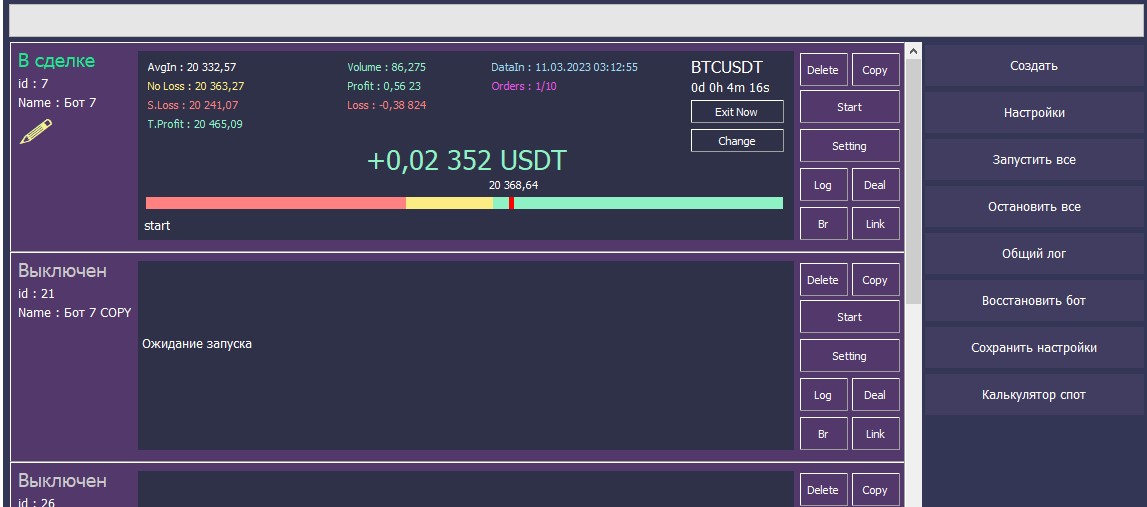 В сделке
id : 7
Name : Бот 7
AvgIn : 20 332,57
No Loss : 20 363,27
S.Loss : 20 241,07
T.Profit : 20 465,09
Volume : 86,275
Profit : 0,56 23
Loss : -0,38 824
DataIn : 11.03.2023 03:12:55
Orders : 1/10
BTCUSDT
0d 0h 4m 16s
Exit Now
Change
+0,02 352 USDT
20 368,64
start
Delete Copy
Start
Setting
Log Deal
Br Link
Выключен
id : 21
Name : Бот 7 COPY
Ожидание запуска
Delete Copy
Start
Setting
Log Deal
Br Link
Выключен
id : 26
Delete Copy
Создать
Настройки
Запустить все
Остановить все
Общий лог
Восстановить бот
Сохранить настройки
Калькулятор спот